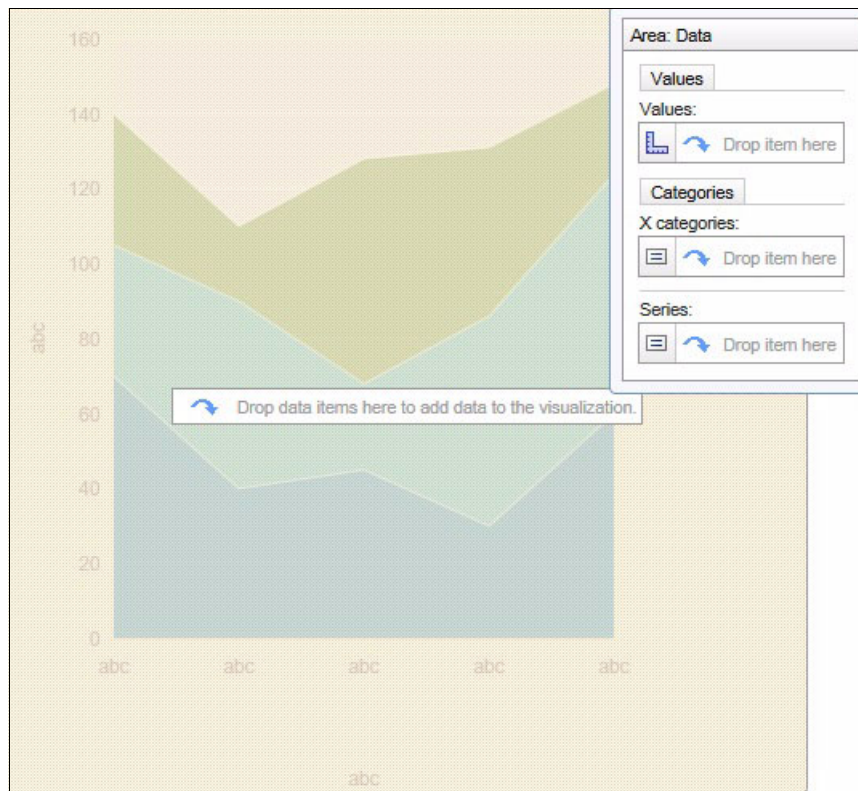 160
140
120
100
80
60
40
20
0
abc
abc abc abc abc abc
abc
Drop data items here to add data to the visualization.
Area: Data
Values
Values:
Drop item here
Categories
X categories:
Drop item here
Series:
Drop item here